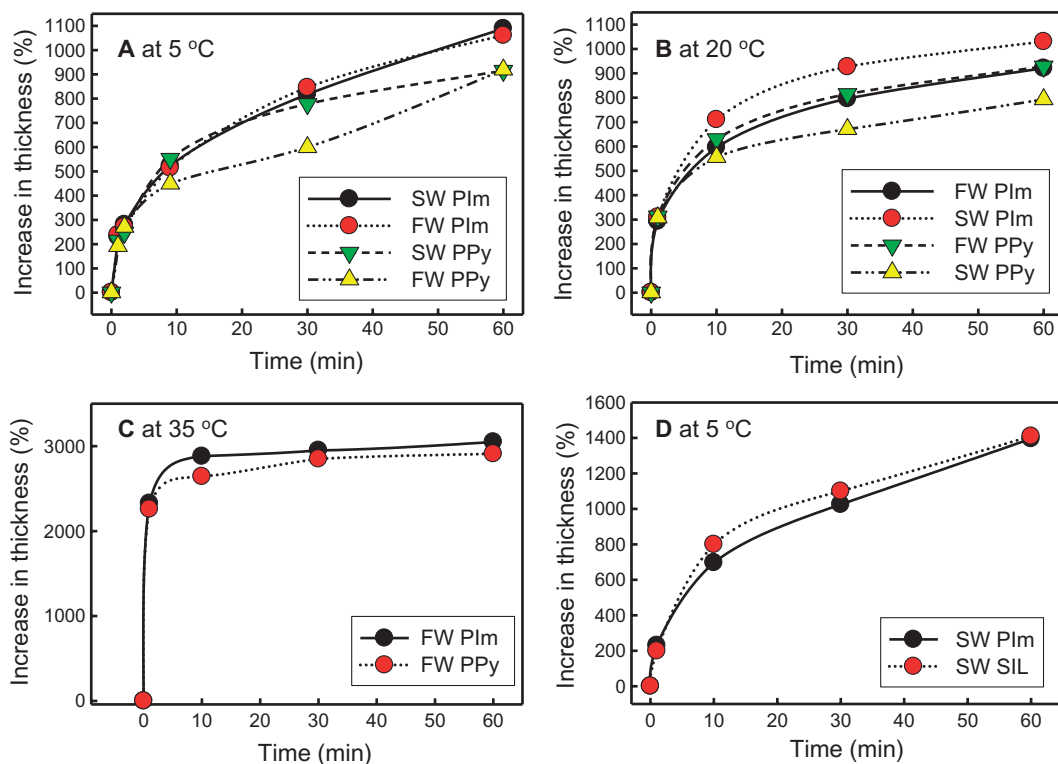 A at 5 °C
Increase in thickness (%)
1100
1000
900
800
700
600
500
400
300
200
100
0
SW PIm
FW PIm
SW PPy
FW PPy
0 10 20 30 40 50 60
Time (min)
B at 20 °C
Increase in thickness (%)
1100
1000
900
800
700
600
500
400
300
200
100
0
FW PIm
SW PIm
FW PPy
SW PPy
0 10 20 30 40 50 60
Time (min)
C at 35 °C
Increase in thickness (%)
3000
2000
1000
0
FW PIm
FW PPy
0 10 20 30 40 50 60
Time (min)
D at 5 °C
Increase in thickness (%)
1600
1400
1200
1000
800
600
400
200
0
SW PIm
SW SIL
0 10 20 30 40 50 60
Time (min)